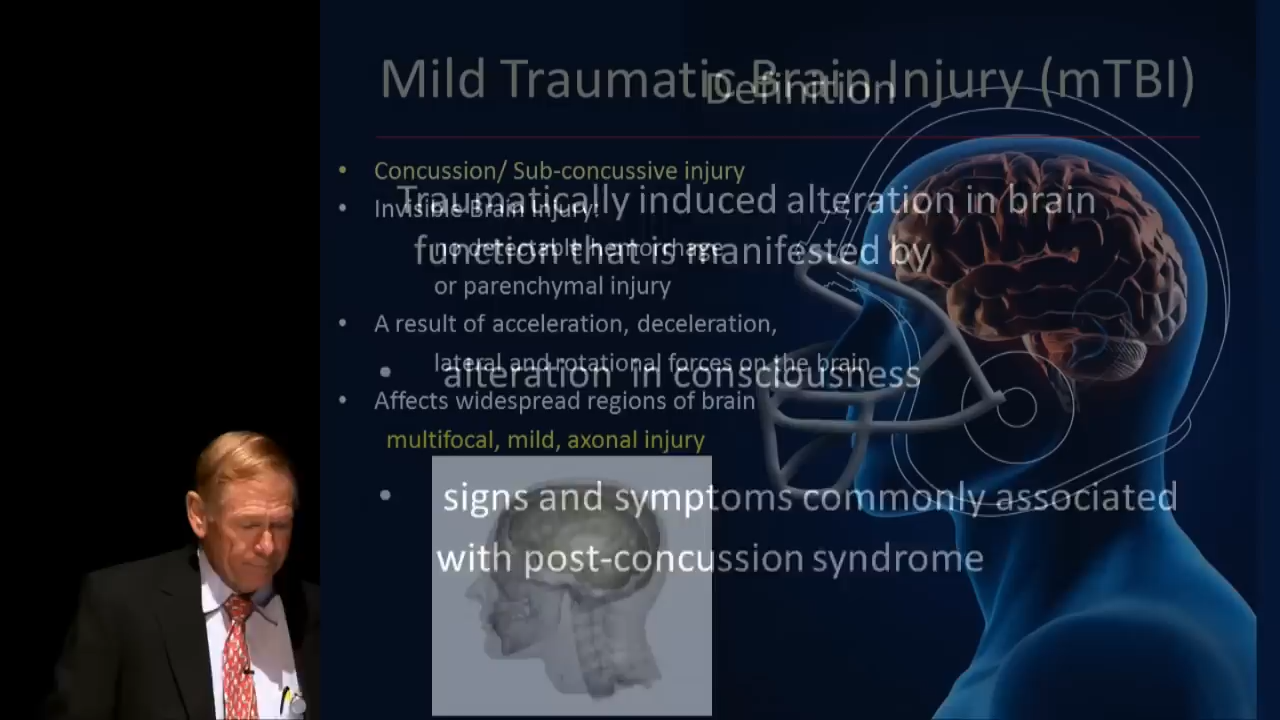 Mild Traumatic Brain Injury (mTBI)
• Concussion/ Sub-concussive injury
• Invisible Brain Injury:
no detectable hemorrhage
or parenchymal injury
• A result of acceleration, deceleration,
lateral and rotational forces on the brain
• Affects widespread regions of brain
multifocal, mild, axonal injury
Definition
Traumatically induced alteration in brain
function that is manifested by
• alteration in consciousness
• signs and symptoms commonly associated
with post-concussion syndrome